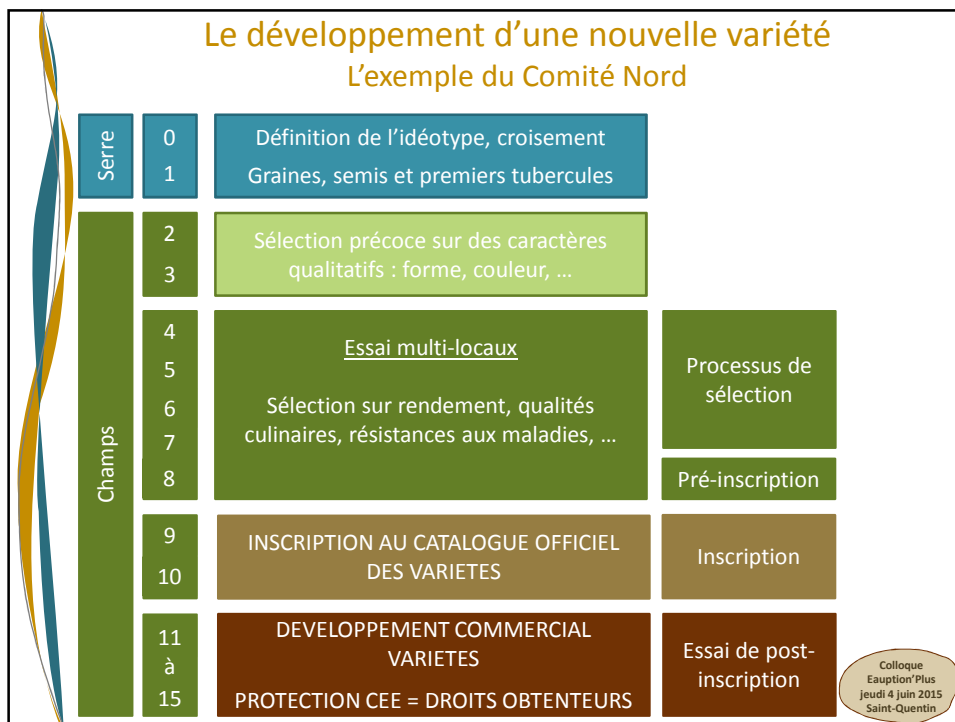 Le développement d'une nouvelle variété
L'exemple du Comité Nord
Serre
0
1
Définition de l'idéotype, croisement
Graines, semis et premiers tubercules
Champs
2
3
Sélection précoce sur des caractères
qualitatifs : forme, couleur, …
4
5
6
7
8
Essai multi-locaux
Sélection sur rendement, qualités
culinaires, résistances aux maladies, …
Processus de
sélection
Pré-inscription
9
10
INSCRIPTION AU CATALOGUE OFFICIEL
DES VARIETES
Inscription
11
à
15
DEVELOPPEMENT COMMERCIAL
VARIETES
PROTECTION CEE = DROITS OBTENTEURS
Essai de post-
inscription
Colloque
Eauption'Plus
jeudi 4 juin 2015
Saint-Quentin